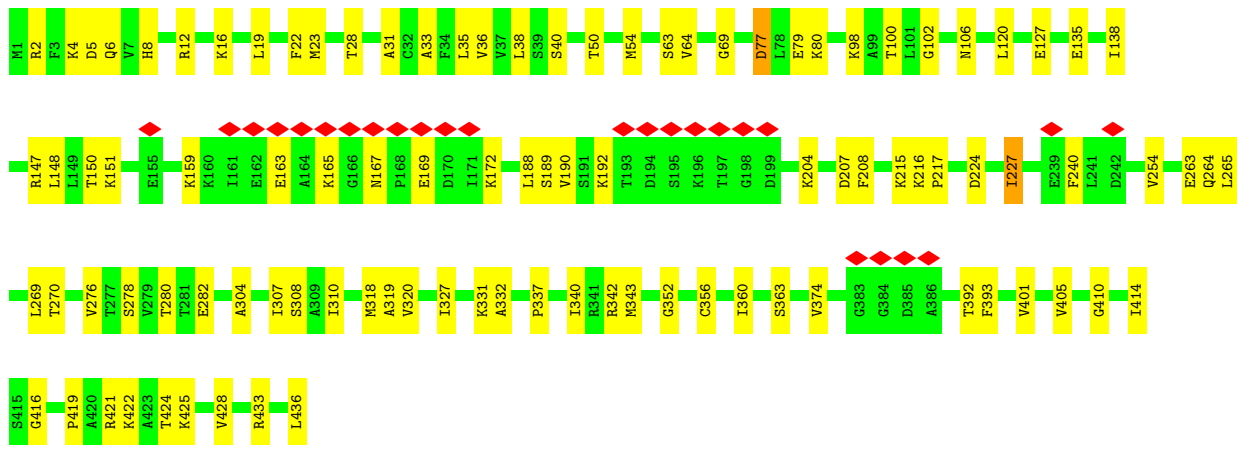 M1 R2 F3 K4 D5 Q6 V7 H8 R12 K16 L19 F22 M23 T28 A31 C32 A33 F34 L35 V36 V37 L38 S39 S40 T50 M54 S63 V64 G69 D77 L78 E79 K80 K98 A99 T100 L101 G102 N106 L120 E127 E135 I138
R147 L148 L149 T150 K151 E155 K159 K160 I161 E162 E163 A164 K165 G166 N167 P168 E169 D170 I171 K172 L188 S189 V190 S191 K192 T193 D194 S195 K196 T197 G198 D199 K204 D207 F208 K215 K216 P217 D224 I227 E239 F240 L241 D242 V254 E263 Q264 L265
L269 T270 V276 T277 S278 V279 T280 T281 E282 A304 I307 S308 A309 I310 M318 A319 V320 I327 K331 A332 P337 I340 R341 R342 M343 G352 C356 I360 S363 V374 G383 G384 D385 A386 T392 F393 V401 V405 G410 I414
S415 G416 P419 A420 R421 K422 A423 T424 K425 V428 R433 L436